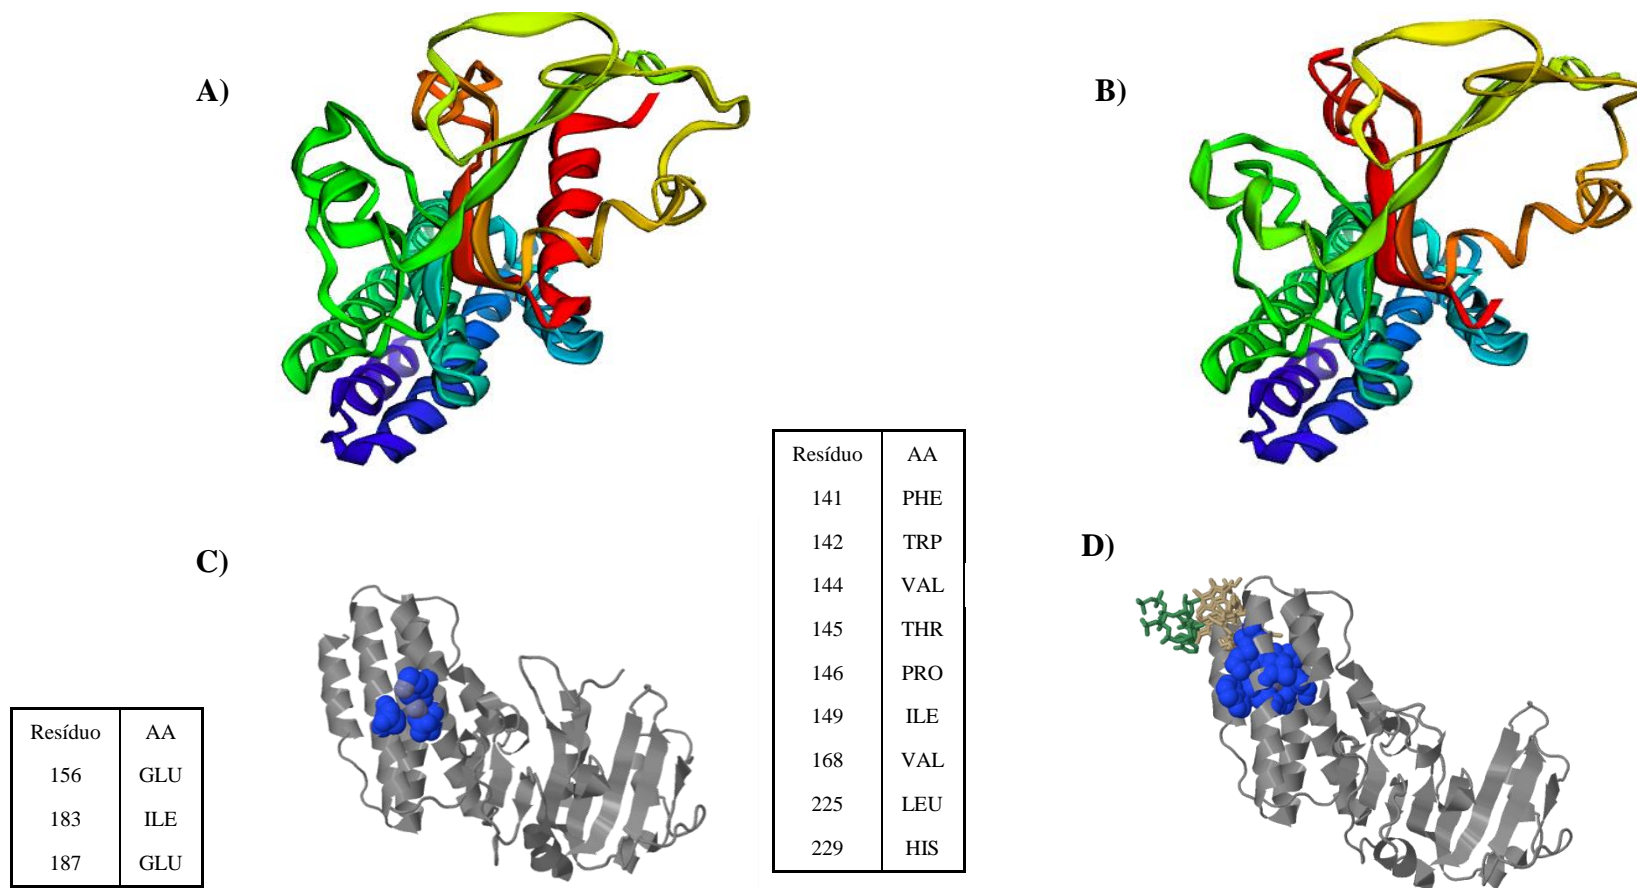 A)
B)
C)
Resíduo AA
156 GLU
183 ILE
187 GLU
Resíduo AA
141 PHE
142 TRP
144 VAL
145 THR
146 PRO
149 ILE
168 VAL
225 LEU
229 HIS
D)